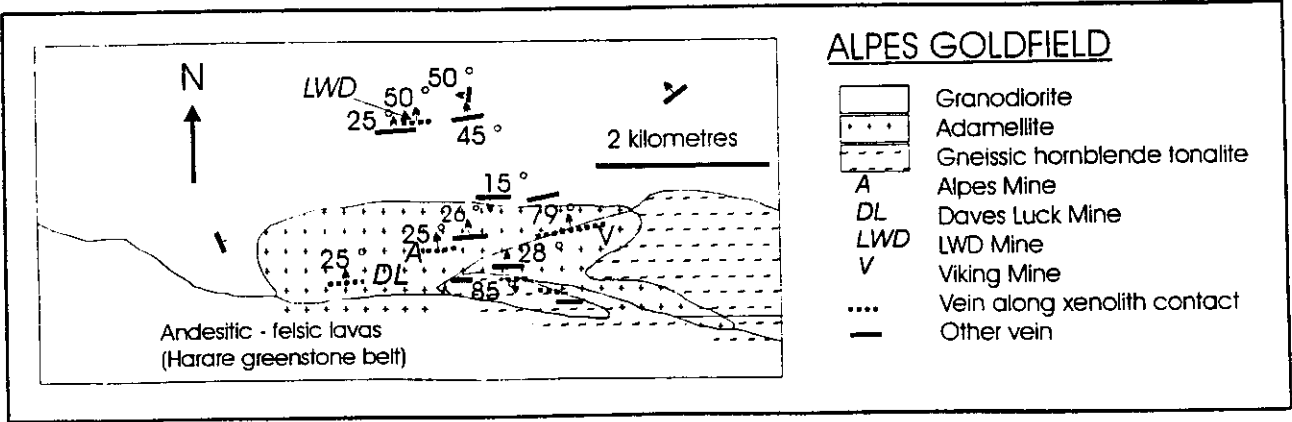 ALPES GOLDFIELD
N
LWD
50 °
50 °
25 °
45 °
2 kilometres
15 °
26 °
79 °
25 °
A
V
28 °
25 °
DL
85
Andesitic - felsic lavas
(Harare greenstone belt)
Granodiorite
Adamellite
Gneissic hornblende tonalite
A Alpes Mine
DL Daves Luck Mine
LWD LWD Mine
V Viking Mine
Vein along xenolith contact
Other vein